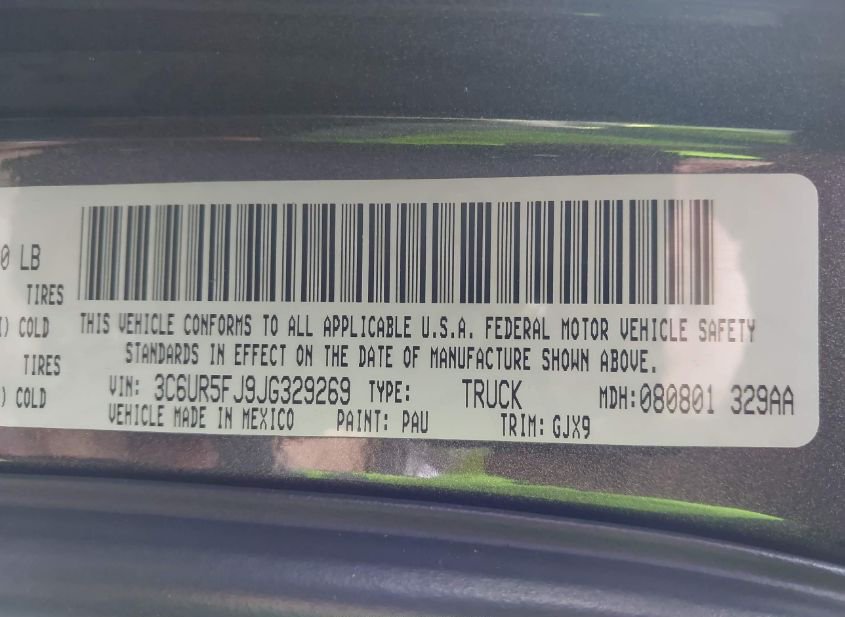 0 LB
TIRES
) COLD
THIS VEHICLE CONFORMS TO ALL APPLICABLE U.S.A. FEDERAL MOTOR VEHICLE SAFETY
STANDARDS IN EFFECT ON THE DATE OF MANUFACTURE SHOWN ABOVE.
TIRES
) COLD
VIN: 3C6UR5FJ9JG329269 TYPE: TRUCK MDH:080801 329AA
VEHICLE MADE IN MEXICO PAINT: PAU TRIM: GJX9